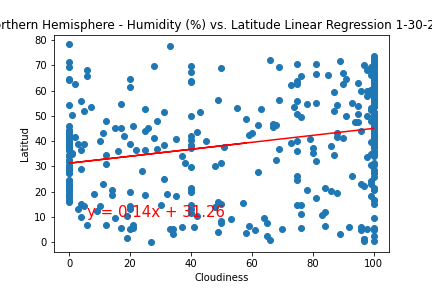 orthern Hemisphere - Humidity (%) vs. Latitude Linear Regression 1-30-2
80
70
60
50
40
30
20
10
0
Latitud
y = 0.14x + 31.26
0 20 40 60 80 100
Cloudiness